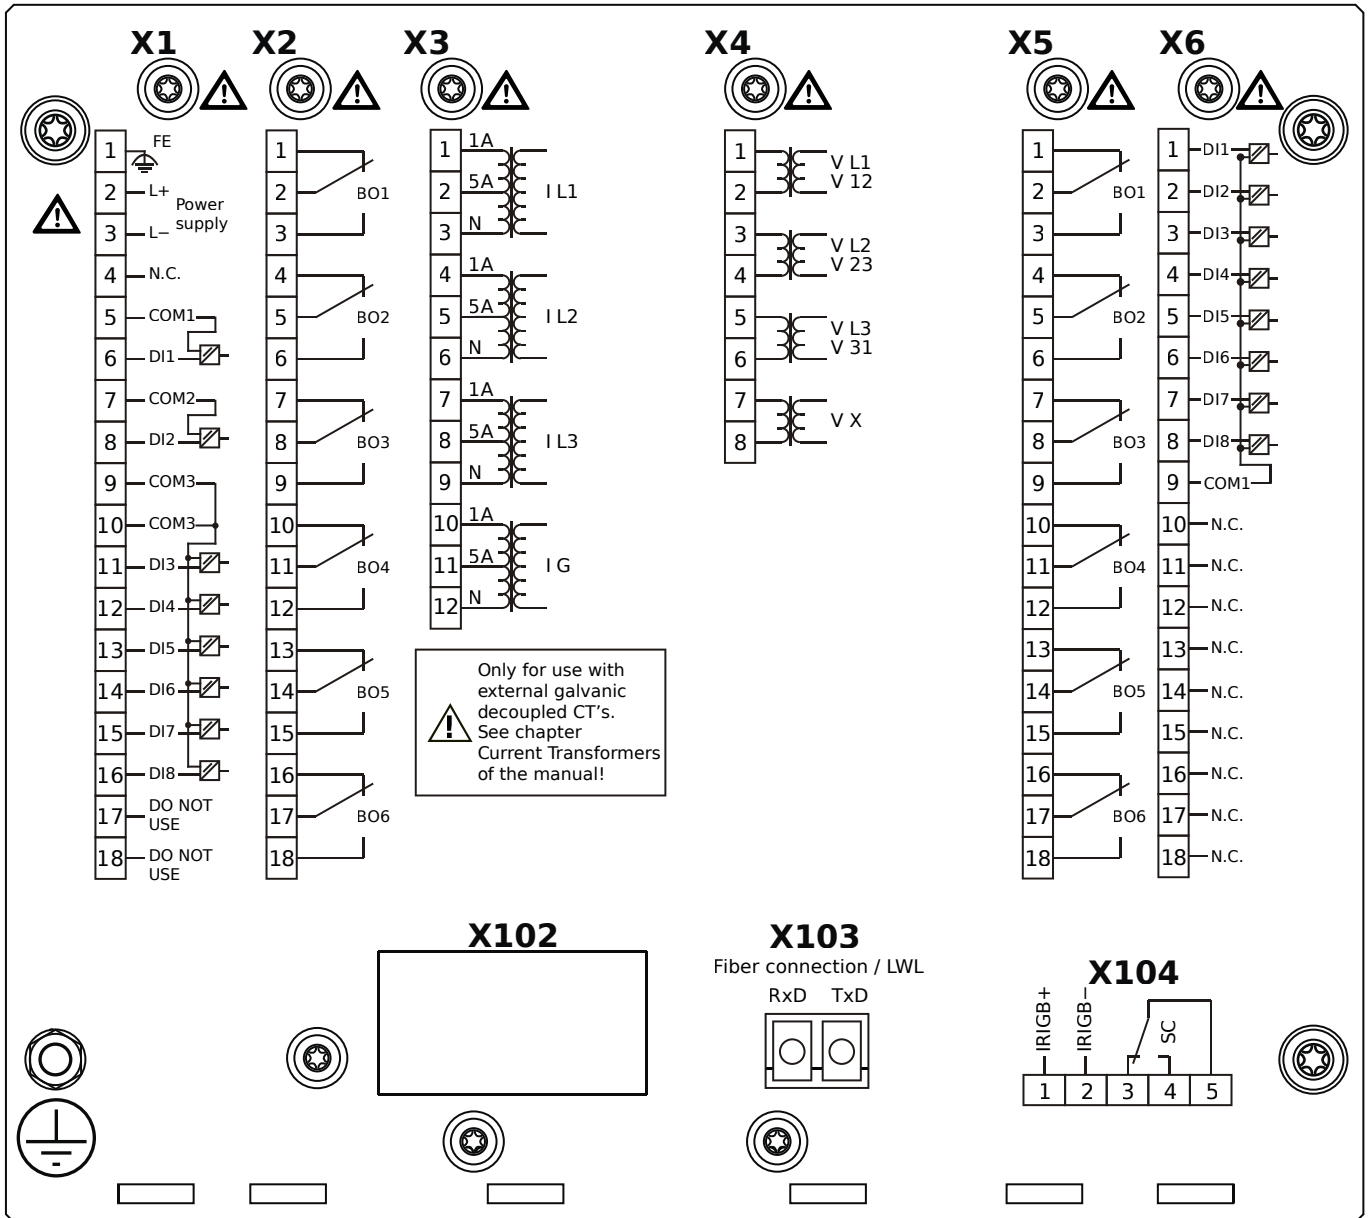 X1 X2 X3 X4 X5 X6
1 FE
2 L+
Power
supply
3 L−
4 N.C.
5 COM1
6 DI1
7 COM2
8 DI2
9 COM3
10 COM3
11 DI3
12 DI4
13 DI5
14 DI6
15 DI7
16 DI8
17 DO NOT
USE
18 DO NOT
USE
1
2 BO1
3
4
5 BO2
6
7
8 BO3
9
10
11 BO4
12
13
14 BO5
15
16
17 BO6
18
1 1A
2 5A I L1
3 N
4 1A
5 5A I L2
6 N
7 1A
8 5A I L3
9 N
10 1A
11 5A I G
12 N
Only for use with
external galvanic
decoupled CT's.
See chapter
Current Transformers
of the manual!
1 V L1
2 V 12
3 V L2
4 V 23
5 V L3
6 V 31
7 V X
8
1
2 BO1
3
4
5 BO2
6
7
8 BO3
9
10
11 BO4
12
13
14 BO5
15
16
17 BO6
18
1 DI1
2 DI2
3 DI3
4 DI4
5 DI5
6 DI6
7 DI7
8 DI8
9 COM1
10 N.C.
11 N.C.
12 N.C.
13 N.C.
14 N.C.
15 N.C.
16 N.C.
17 N.C.
18 N.C.
X102
X103
Fiber connection / LWL
RxD TxD
X104
IRIGB+ IRIGB− SC
1 2 3 4 5